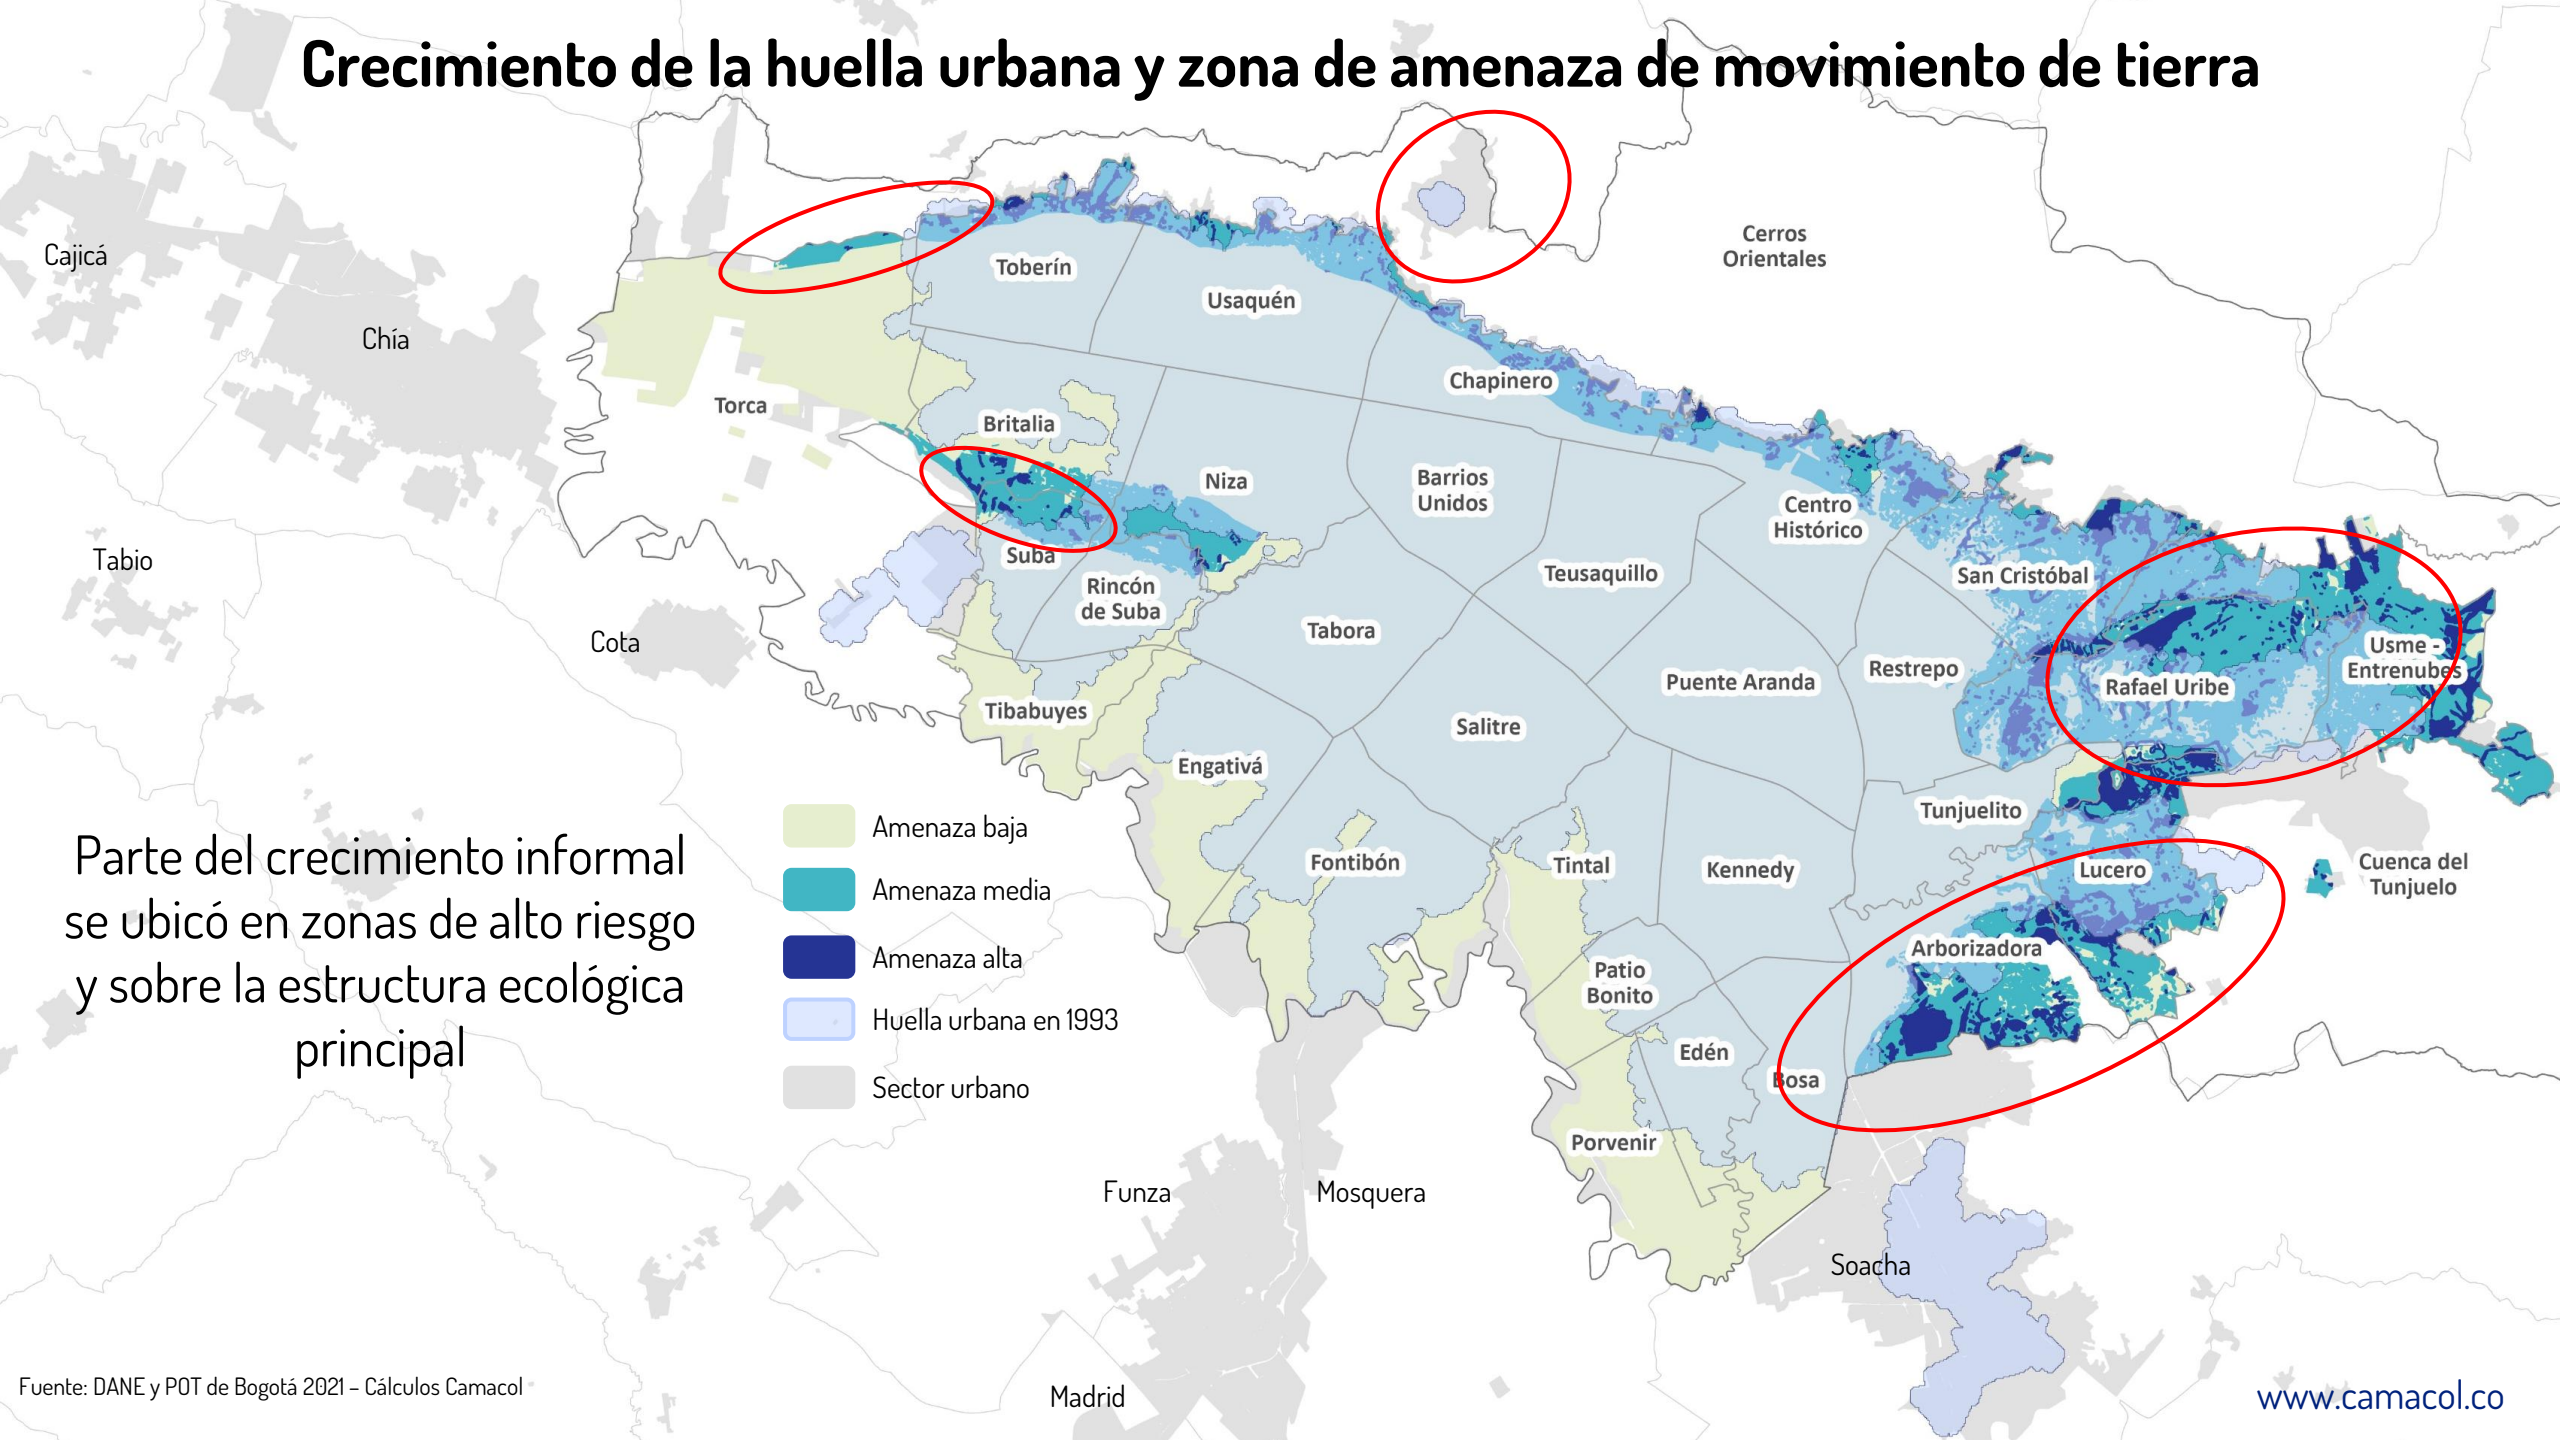 Crecimiento de la huella urbana y zona de amenaza de movimiento de tierra
Cajicá
Chía
Tabio
Cota
Torca
Toberín
Usaquén
Cerros
Orientales
Chapinero
Britalia
Niza
Barrios
Unidos
Centro
Histórico
Suba
Rincón
de Suba
Teusaquillo
San Cristóbal
Tabora
Usme -
Entrenubes
Restrepo
Puente Aranda
Rafael Uribe
Tibabuyes
Salitre
Engativá
Tunjuelito
Fontibón
Tintal
Kennedy
Lucero
Cuenca del
Tunjuelo
Arborizadora
Patio
Bonito
Edén
Bosa
Porvenir
Funza
Mosquera
Soacha
Madrid
Parte del crecimiento informal
se ubicó en zonas de alto riesgo
y sobre la estructura ecológica
principal
Amenaza baja
Amenaza media
Amenaza alta
Huella urbana en 1993
Sector urbano
Fuente: DANE y POT de Bogotá 2021 – Cálculos Camacol
www.camacol.co